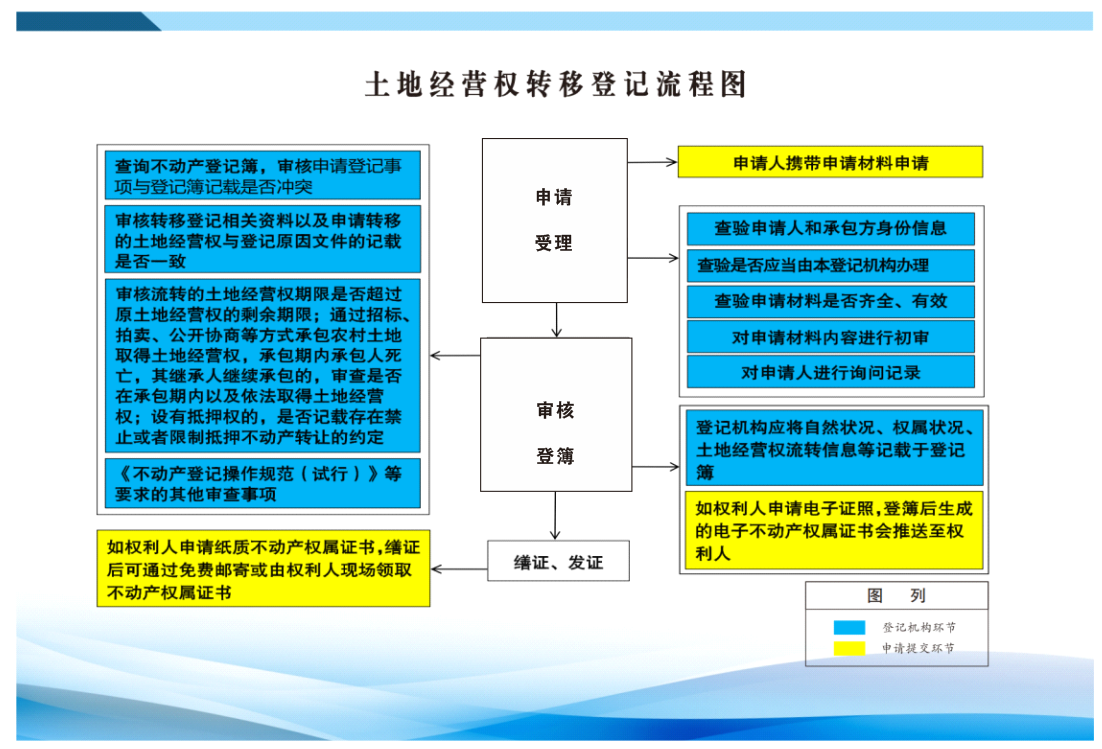 土地经营权转移登记流程图
申请
受理
申请人携带申请材料申请
查验申请人和承包方身份信息
查验是否应当由本登记机构办理
查验申请材料是否齐全、有效
对申请材料内容进行初审
对申请人进行询问记录
查询不动产登记簿，审核申请登记事
项与登记簿记载是否冲突
审核转移登记相关资料以及申请转移
的土地经营权与登记原因文件的记载
是否一致
审核流转的土地经营权期限是否超过
原土地经营权的剩余期限；通过招标、
拍卖、公开协商等方式承包农村土地
取得土地经营权，承包期内承包人死
亡，其继承人继续承包的，审查是否
在承包期内以及依法取得土地经营
权；设有抵押权的，是否记载存在禁
止或者限制抵押不动产转让的约定
《不动产登记操作规范（试行）》等
要求的其他审查事项
审核
登簿
登记机构应将自然状况、权属状况、
土地经营权流转信息等记载于登记
簿
如权利人申请电子证照,登簿后生成
的电子不动产权属证书会推送至权
利人
缮证、发证
如权利人申请纸质不动产权属证书,缮证
后可通过免费邮寄或由权利人现场领取
不动产权属证书
图 列
登记机构环节
申请提交环节